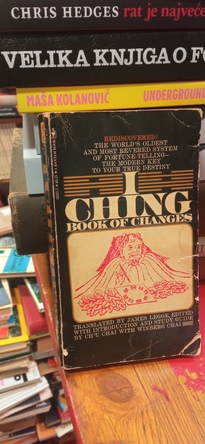 CHRIS HEDGES rat je najveće
VELIKA KNJIGA O
MAŠA KOLANOVIĆ UNDERGROUND
REDISCOVERED!
THE WORLD'S OLDEST
AND MOST REVERED SYSTEM
OF FORTUNE-TELLING—
THE MODERN KEY
TO YOUR TRUE DESTINY
I
CHING
BOOK OF CHANGES
TRANSLATED BY JAMES LEGGE, EDITED
WITH INTRODUCTION AND STUDY GUIDE
BY CH'U CHAI WITH WINBERG CHAI